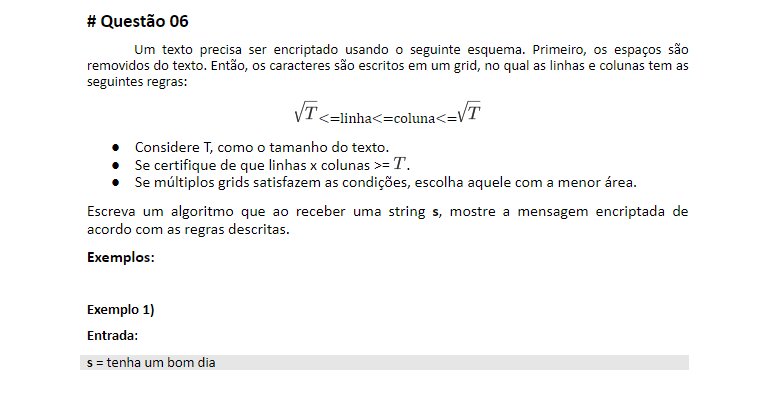 # Questão 06
Um texto precisa ser encriptado usando o seguinte esquema. Primeiro, os espaços são
removidos do texto. Então, os caracteres são escritos em um grid, no qual as linhas e colunas tem as
seguintes regras:
√T<=linha<=coluna<=√T
● Considere T, como o tamanho do texto.
● Se certifique de que linhas x colunas >= T.
● Se múltiplos grids satisfazem as condições, escolha aquele com a menor área.
Escreva um algoritmo que ao receber uma string s, mostre a mensagem encriptada de
acordo com as regras descritas.
Exemplos:
Exemplo 1)
Entrada:
s = tenha um bom dia